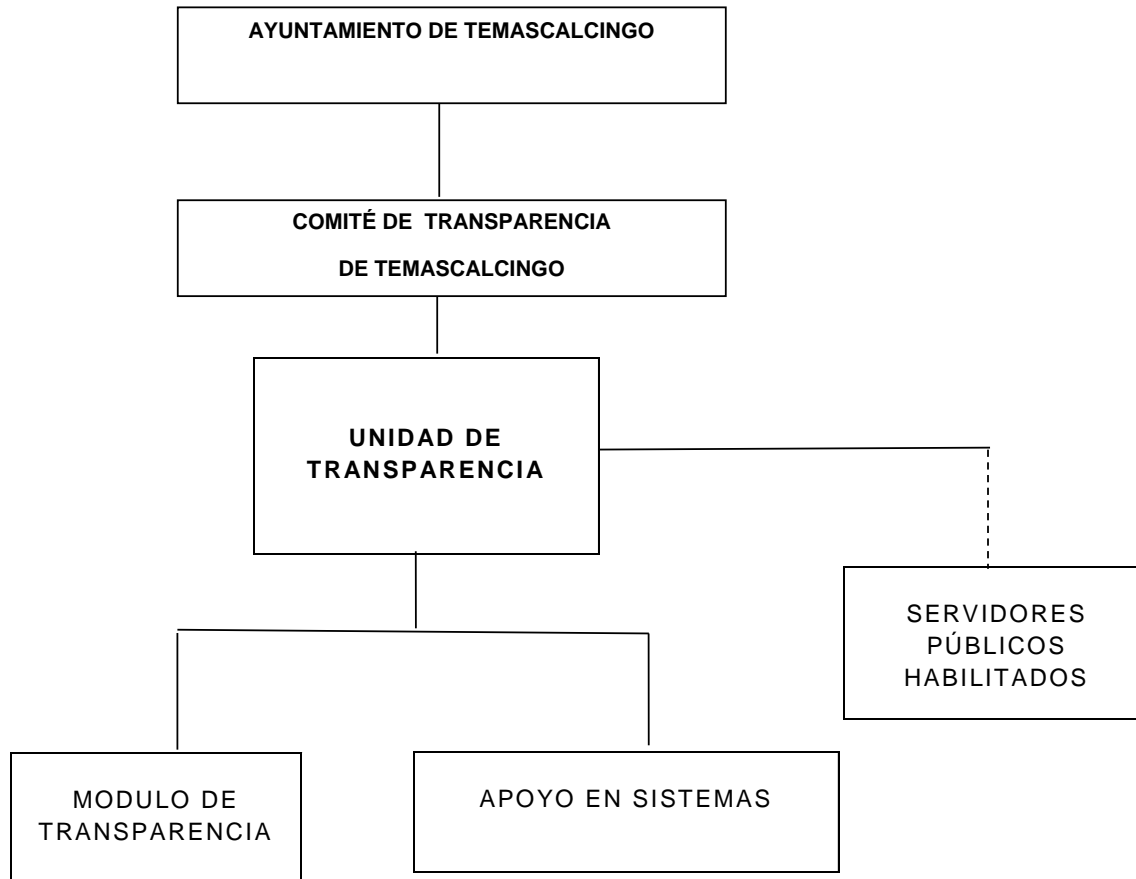 AYUNTAMIENTO DE TEMASCALCINGO
COMITÉ DE TRANSPARENCIA
DE TEMASCALCINGO
UNIDAD DE
TRANSPARENCIA
SERVIDORES
PÚBLICOS
HABILITADOS
MODULO DE
TRANSPARENCIA
APOYO EN SISTEMAS